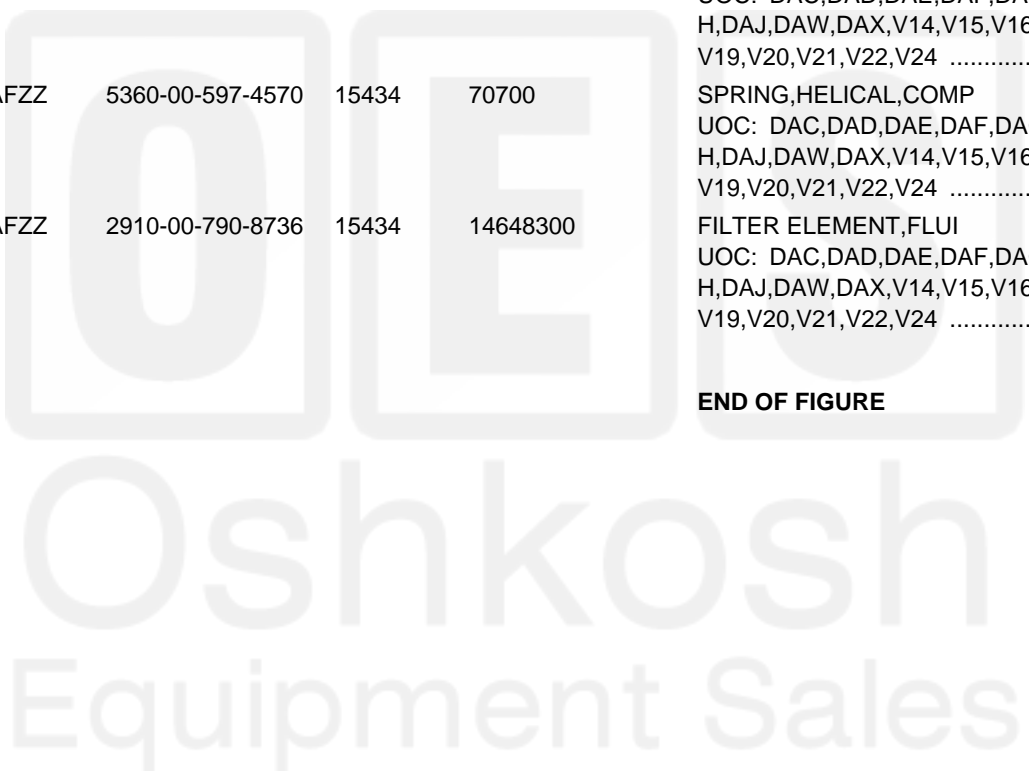 UOC: DAC,DAD,DAE,DAF,DA
H,DAJ,DAW,DAX,V14,V15,V16
V19,V20,V21,V22,V24 ............
AFZZ 5360-00-597-4570 15434 70700 SPRING,HELICAL,COMP
UOC: DAC,DAD,DAE,DAF,DA
H,DAJ,DAW,DAX,V14,V15,V16
V19,V20,V21,V22,V24 ............
AFZZ 2910-00-790-8736 15434 14648300 FILTER ELEMENT,FLUI
UOC: DAC,DAD,DAE,DAF,DA
H,DAJ,DAW,DAX,V14,V15,V16
V19,V20,V21,V22,V24 ............
END OF FIGURE
OES
Oshkosh
Equipment Sales